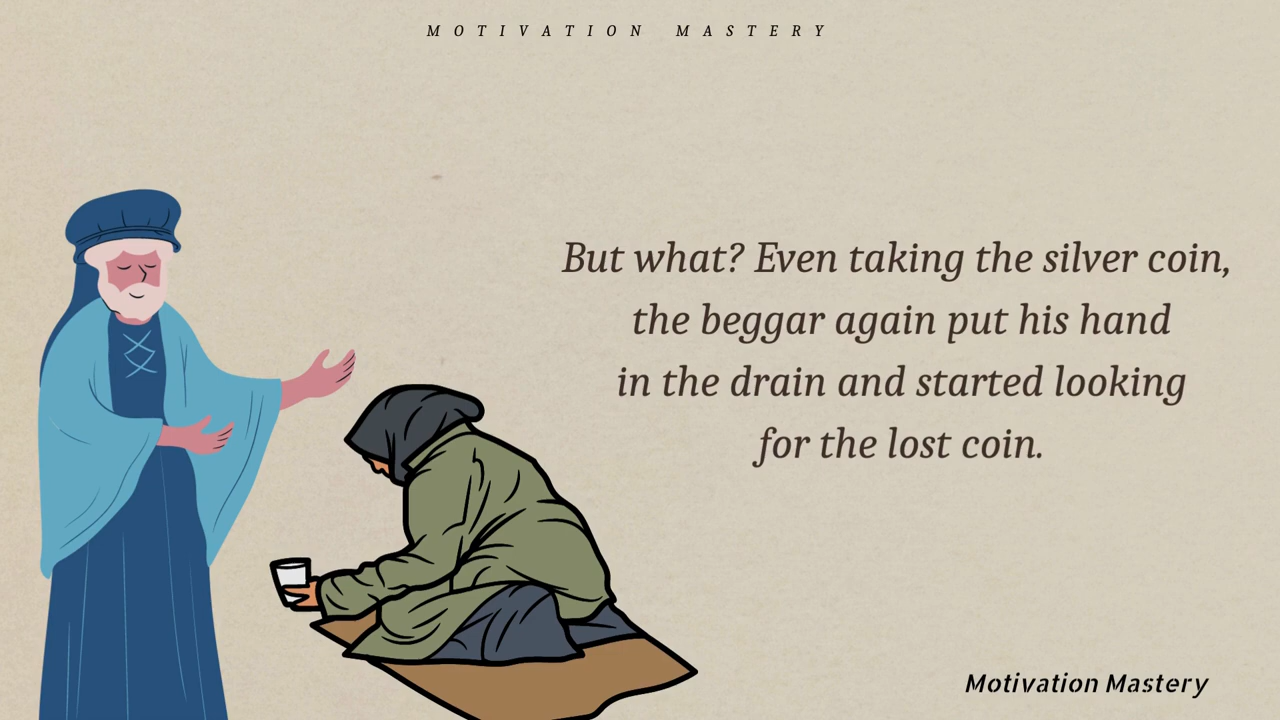 MOTIVATION MASTERY
But what? Even taking the silver coin,
the beggar again put his hand
in the drain and started looking
for the lost coin.
Motivation Mastery